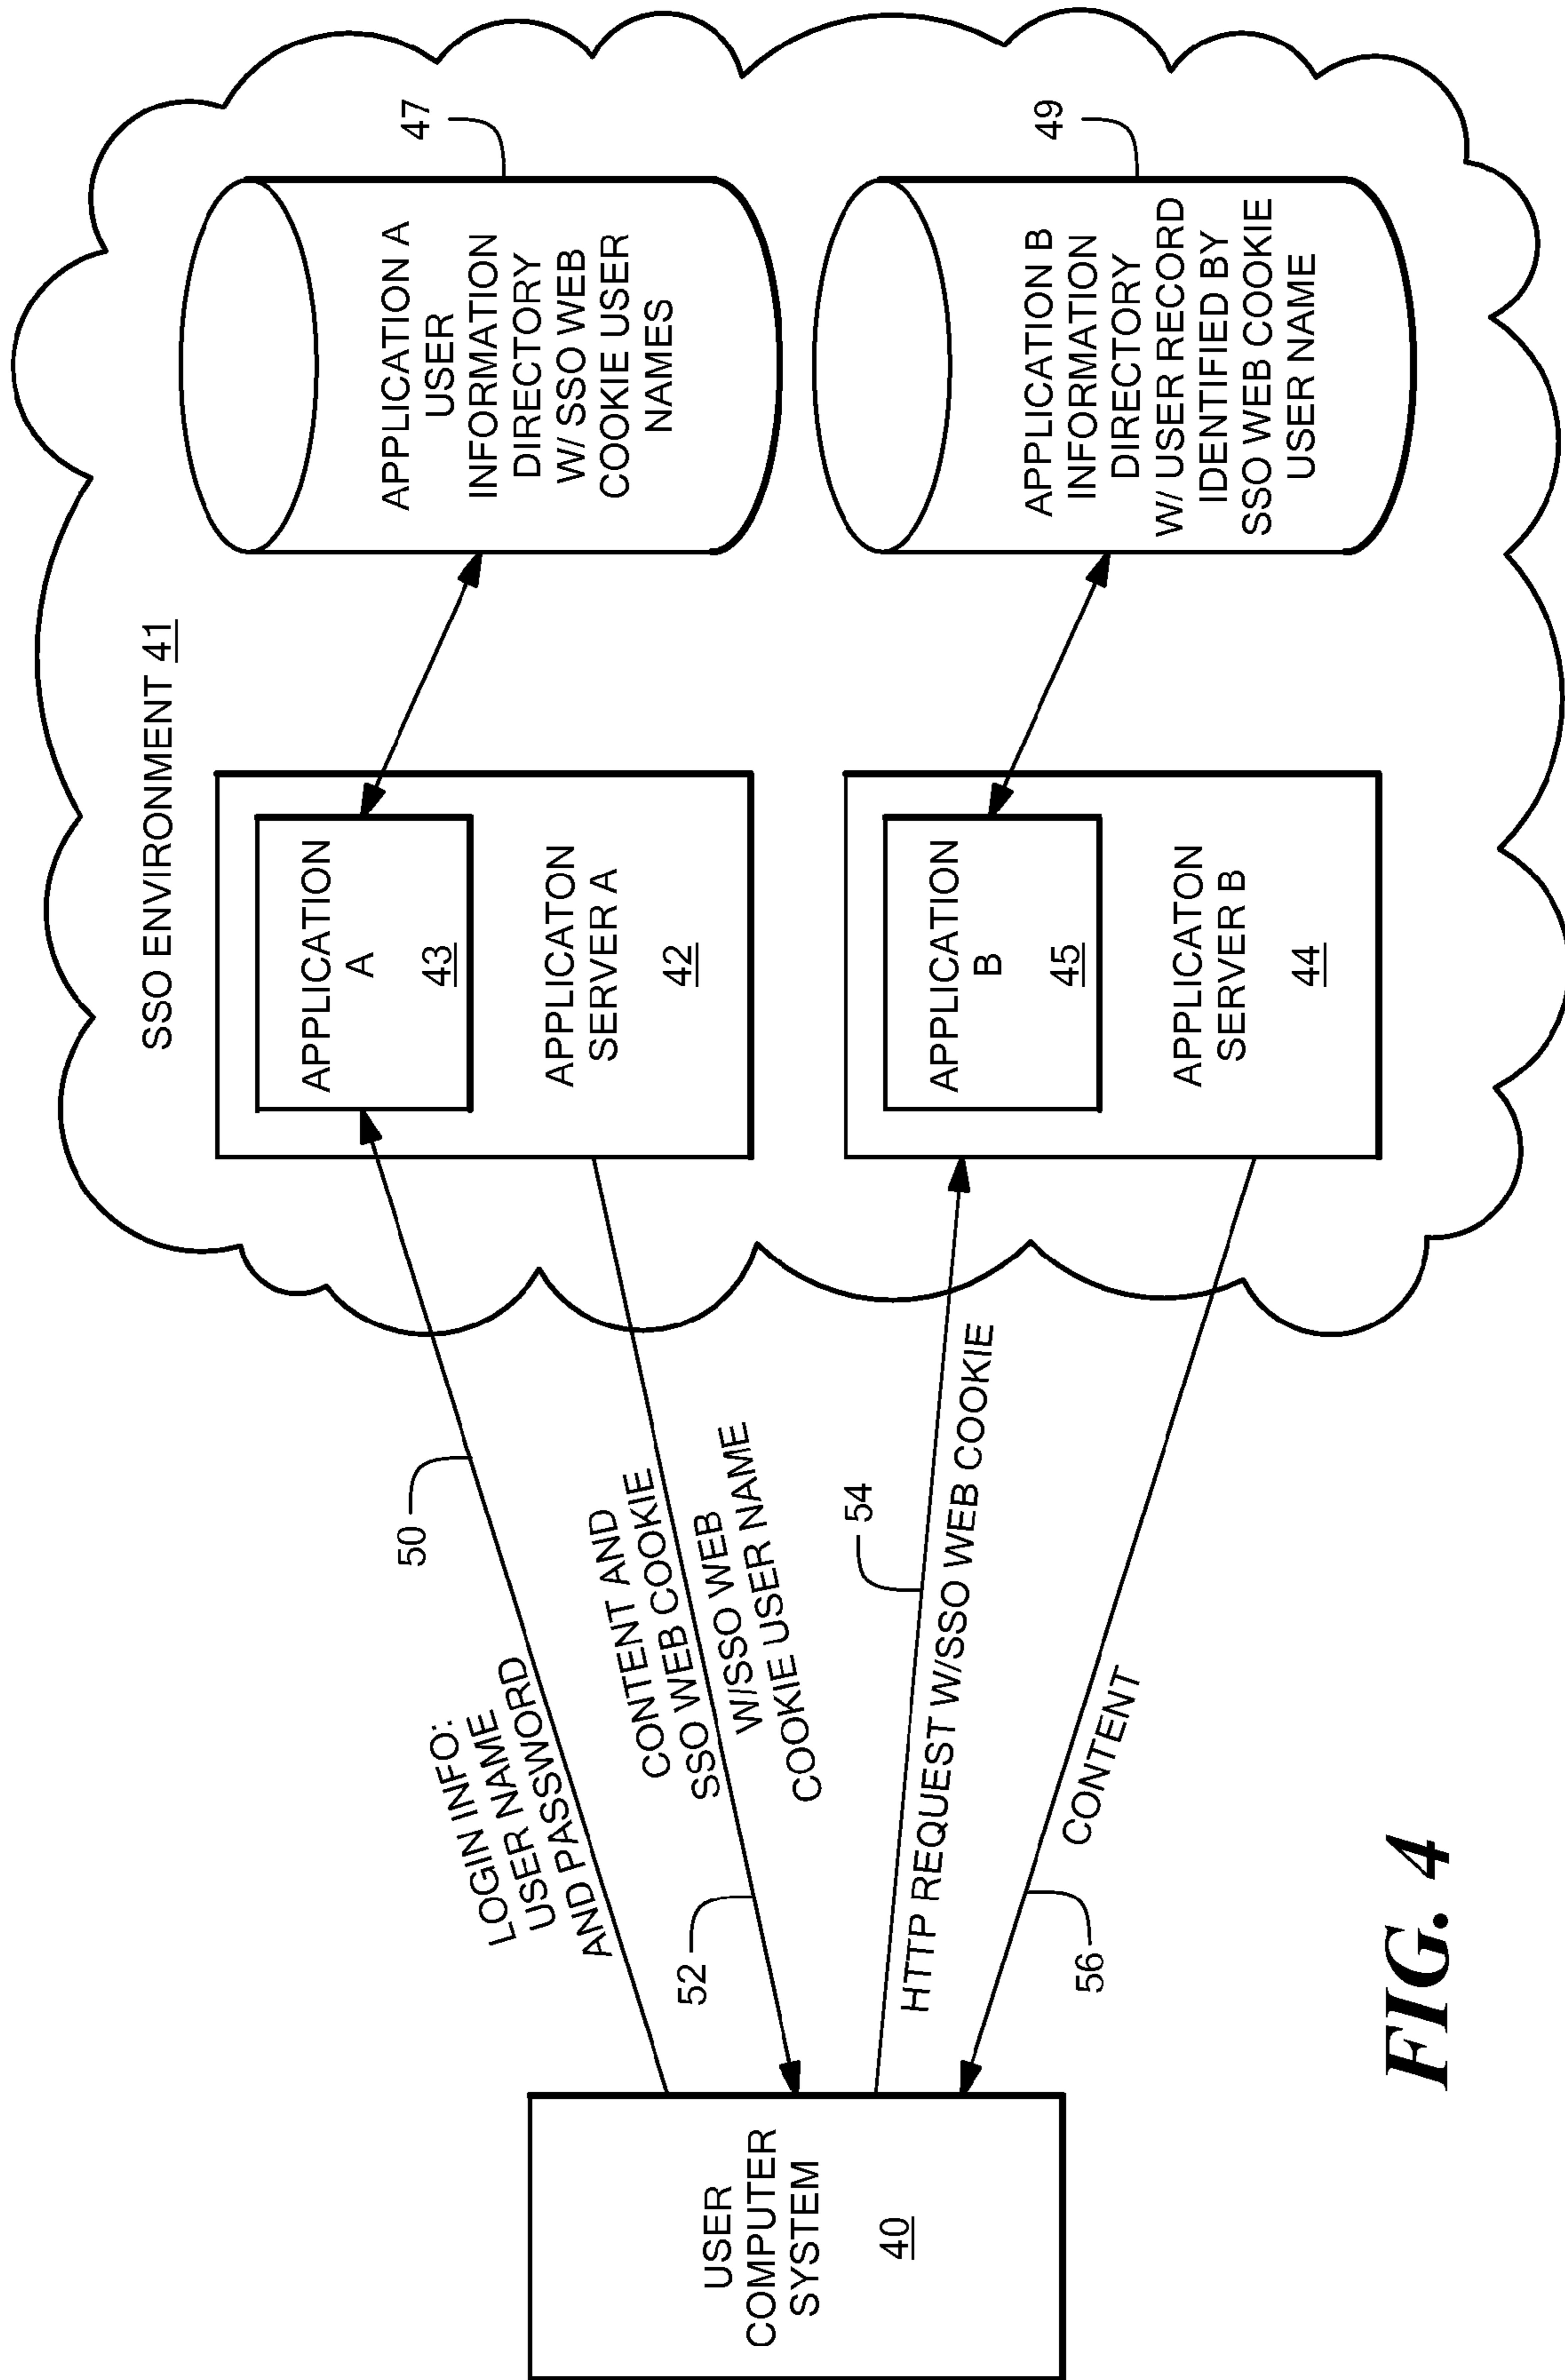 SSO ENVIRONMENT 41
APPLICATION
A
43
APPLICATON
SERVER A
42
APPLICATION A
USER
INFORMATION
DIRECTORY
W/ SSO WEB
COOKIE USER
NAMES
47
APPLICATION
B
45
APPLICATON
SERVER B
44
APPLICATION B
INFORMATION
DIRECTORY
W/ USER RECORD
IDENTIFIED BY
SSO WEB COOKIE
USER NAME
49
LOGIN INFO:
USER NAME
AND PASSWORD
50
CONTENT AND
SSO WEB COOKIE
SSO WEB
W/SSO WEB
COOKIE USER NAME
52
54
HTTP REQUEST W/SSO WEB COOKIE
CONTENT
56
USER
COMPUTER
SYSTEM
40
FIG. 4